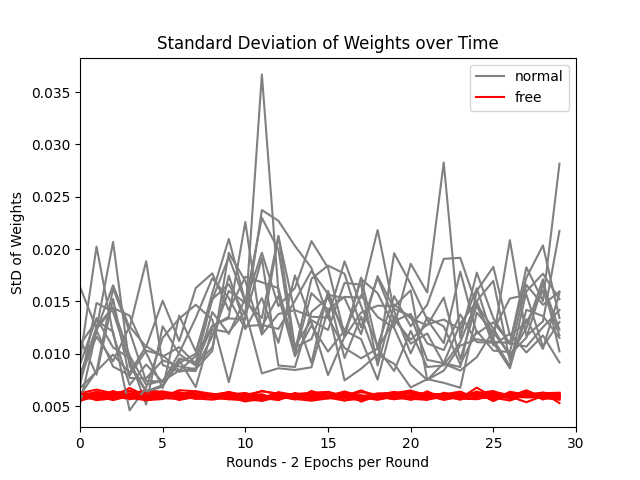 Standard Deviation of Weights over Time
normal
free
StD of Weights
0.035
0.030
0.025
0.020
0.015
0.010
0.005
0 5 10 15 20 25 30
Rounds - 2 Epochs per Round